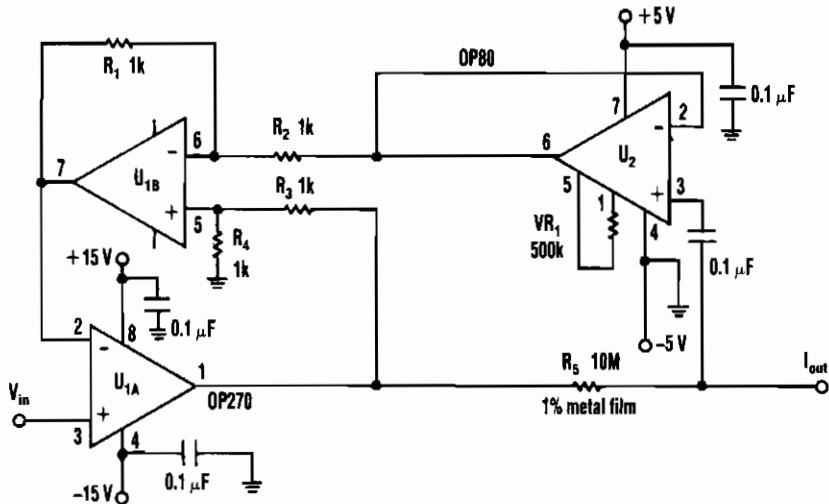 +5 V
OP80
0.1 μF
R1 1k
7
2
6
R2 1k
6
U2
7
U1B
5
3
R3 1k
5
1
+
4
VR1
500k
R4
1k
0.1 μF
+15 V
8
0.1 μF
2
−5 V
U1A
1
R5 10M
Iout
Vin
OP270
1% metal film
3
4
0.1 μF
−15 V